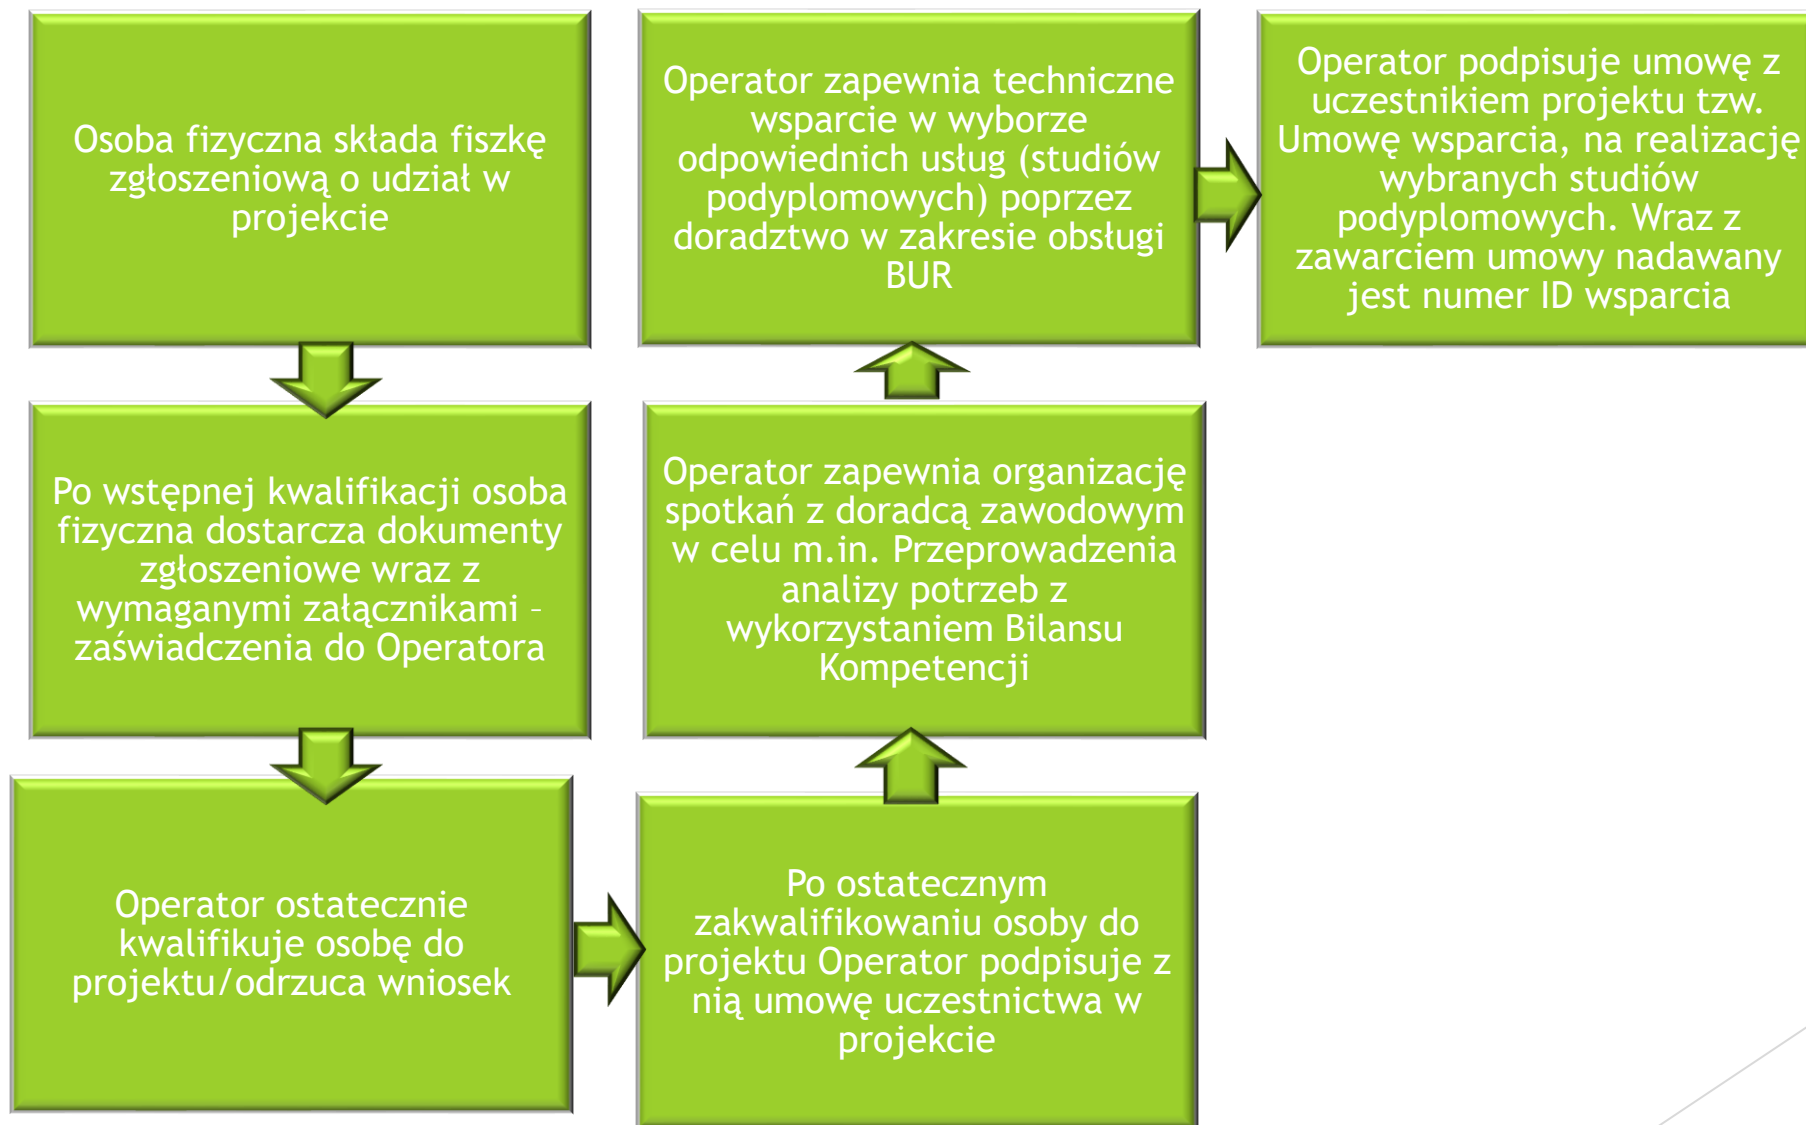 Osoba fizyczna składa fiszkę
zgłoszeniową o udział w
projekcie
Po wstępnej kwalifikacji osoba
fizyczna dostarcza dokumenty
zgłoszeniowe wraz z
wymaganymi załącznikami –
zaświadczenia do Operatora
Operator ostatecznie
kwalifikuje osobę do
projektu/odrzuca wniosek
Po ostatecznym
zakwalifikowaniu osoby do
projektu Operator podpisuje z
nią umowę uczestnictwa w
projekcie
Operator zapewnia organizację
spotkań z doradcą zawodowym
w celu m.in. Przeprowadzenia
analizy potrzeb z
wykorzystaniem Bilansu
Kompetencji
Operator zapewnia techniczne
wsparcie w wyborze
odpowiednich usług (studiów
podyplomowych) poprzez
doradztwo w zakresie obsługi
BUR
Operator podpisuje umowę z
uczestnikiem projektu tzw.
Umowę wsparcia, na realizację
wybranych studiów
podyplomowych. Wraz z
zawarciem umowy nadawany
jest numer ID wsparcia